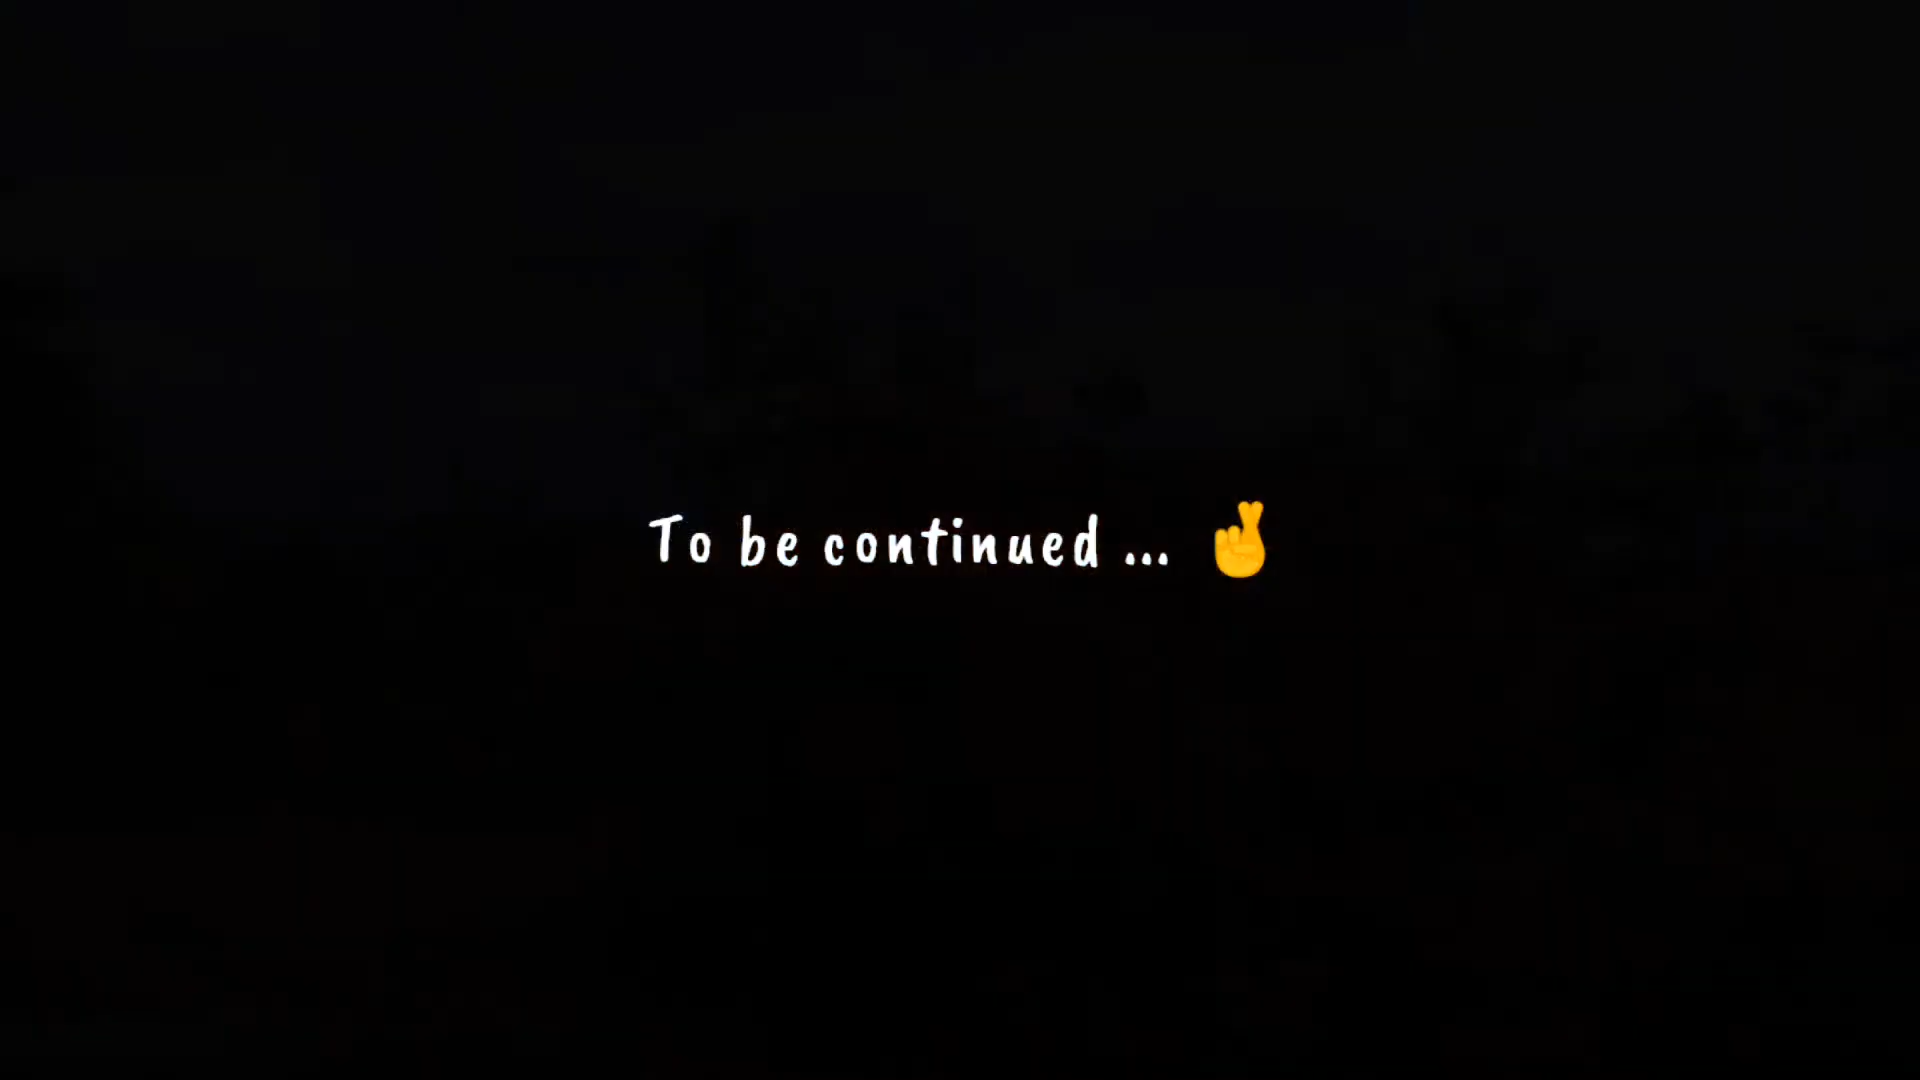 To be continued ... 🤞